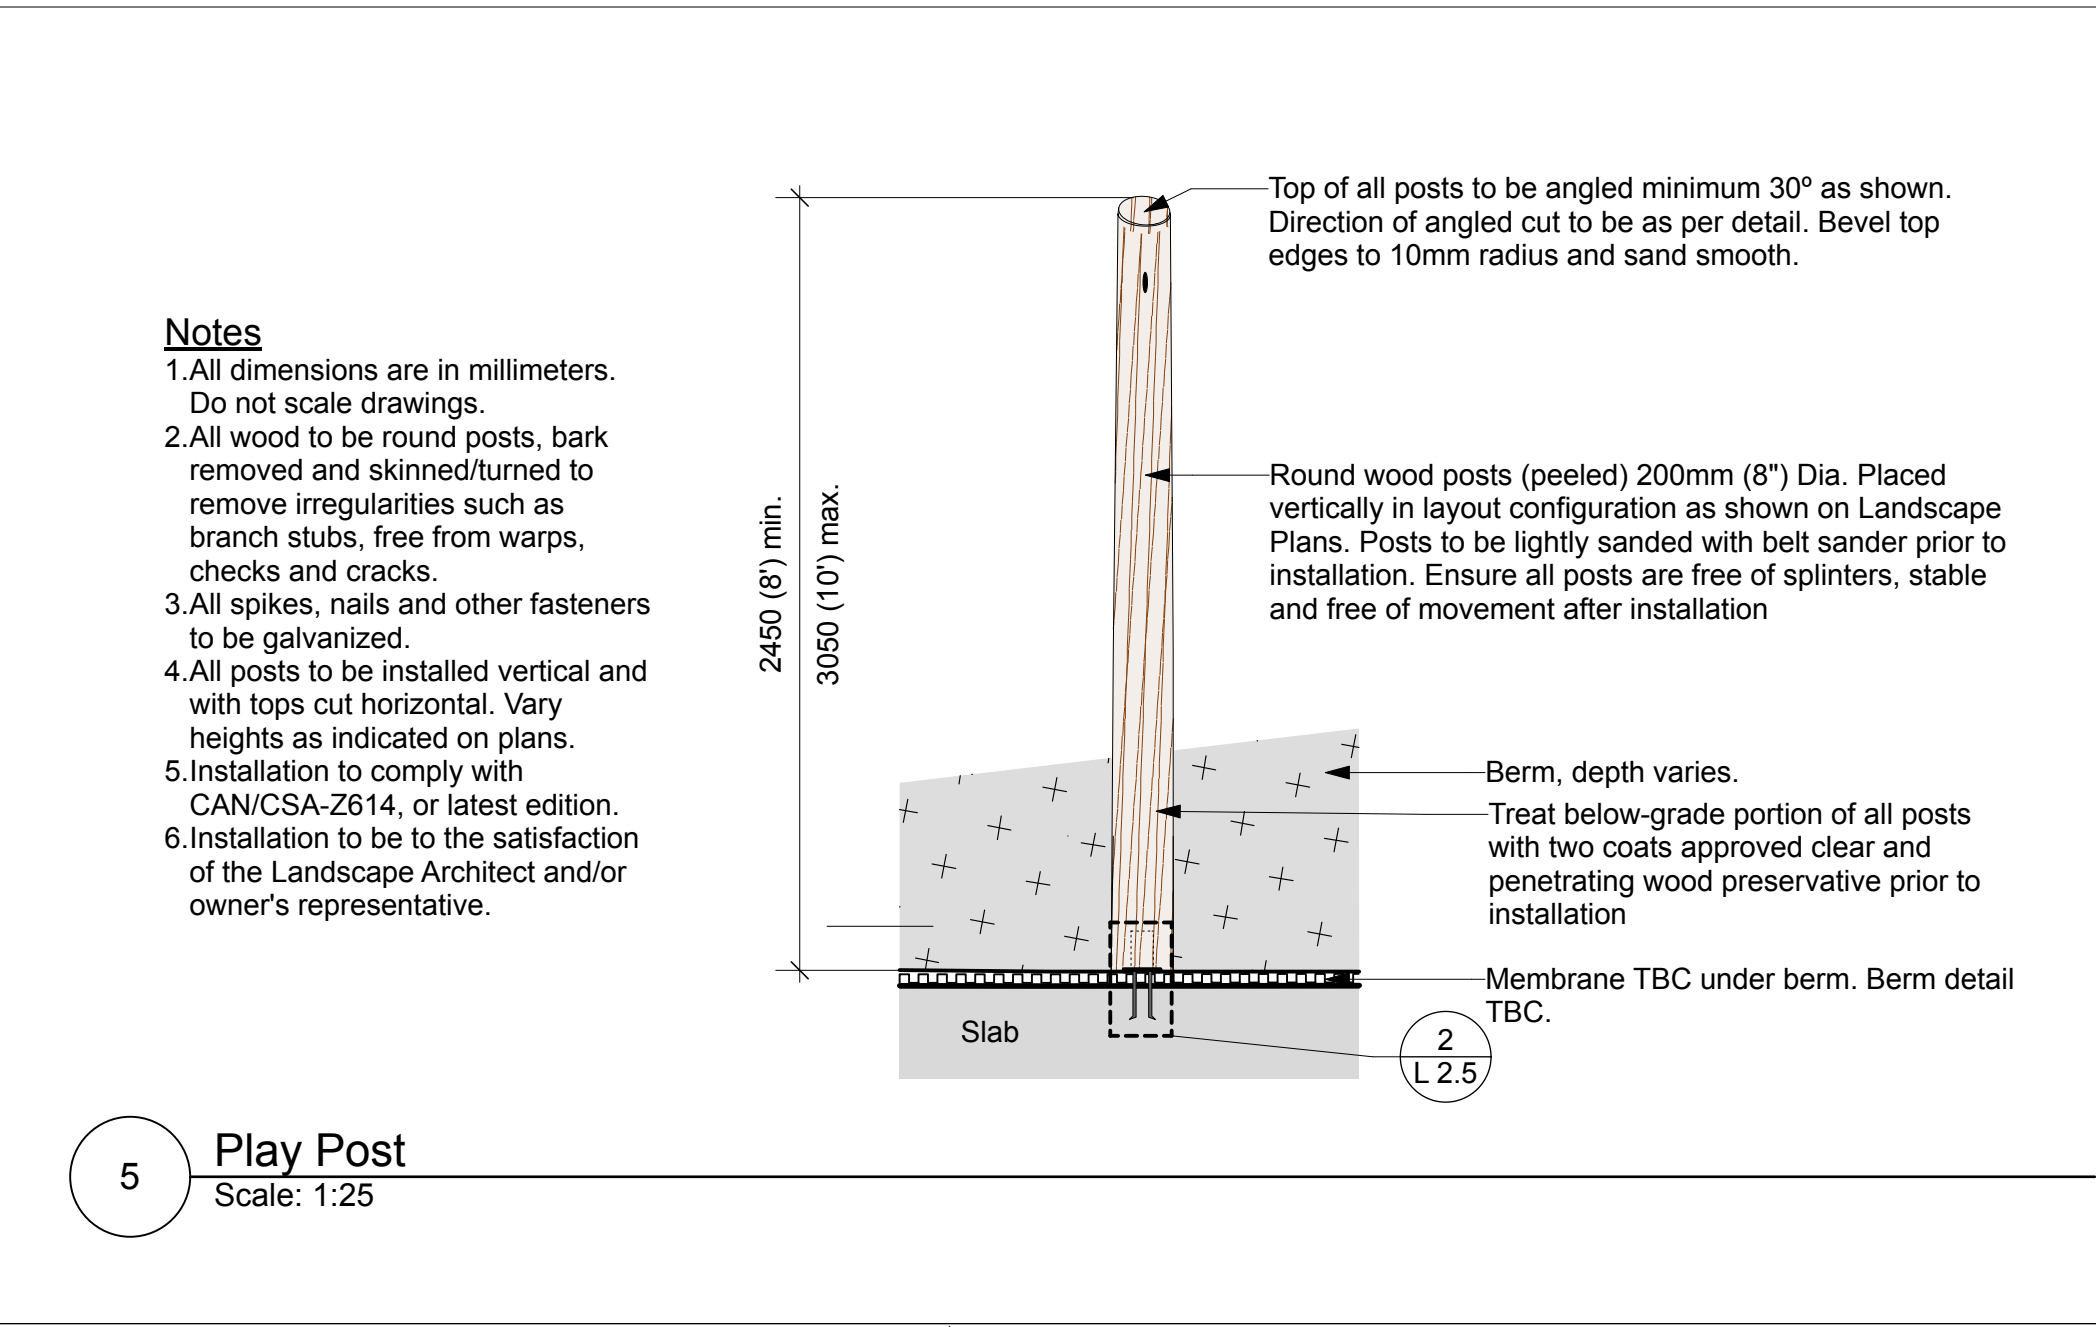 Top of all posts to be angled minimum 30º as shown.
Direction of angled cut to be as per detail. Bevel top
edges to 10mm radius and sand smooth.
Notes
1.All dimensions are in millimeters.
Do not scale drawings.
2.All wood to be round posts, bark
removed and skinned/turned to
remove irregularities such as
branch stubs, free from warps,
checks and cracks.
3.All spikes, nails and other fasteners
to be galvanized.
4.All posts to be installed vertical and
with tops cut horizontal. Vary
heights as indicated on plans.
5.Installation to comply with
CAN/CSA-Z614, or latest edition.
6.Installation to be to the satisfaction
of the Landscape Architect and/or
owner's representative.
2450 (8') min.
3050 (10') max.
Round wood posts (peeled) 200mm (8") Dia. Placed
vertically in layout configuration as shown on Landscape
Plans. Posts to be lightly sanded with belt sander prior to
installation. Ensure all posts are free of splinters, stable
and free of movement after installation
Berm, depth varies.
Treat below-grade portion of all posts
with two coats approved clear and
penetrating wood preservative prior to
installation
Membrane TBC under berm. Berm detail
TBC.
Slab
2
L 2.5
5
Play Post
Scale: 1:25